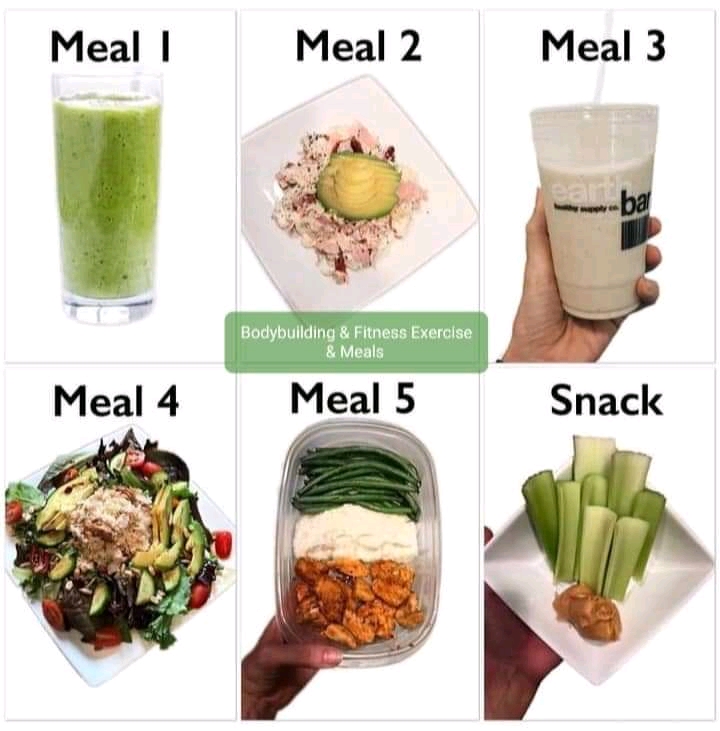 Meal 1
Meal 2
Meal 3
earth
healthy supply co.
bar
Bodybuilding & Fitness Exercise
& Meals
Meal 4
Meal 5
Snack